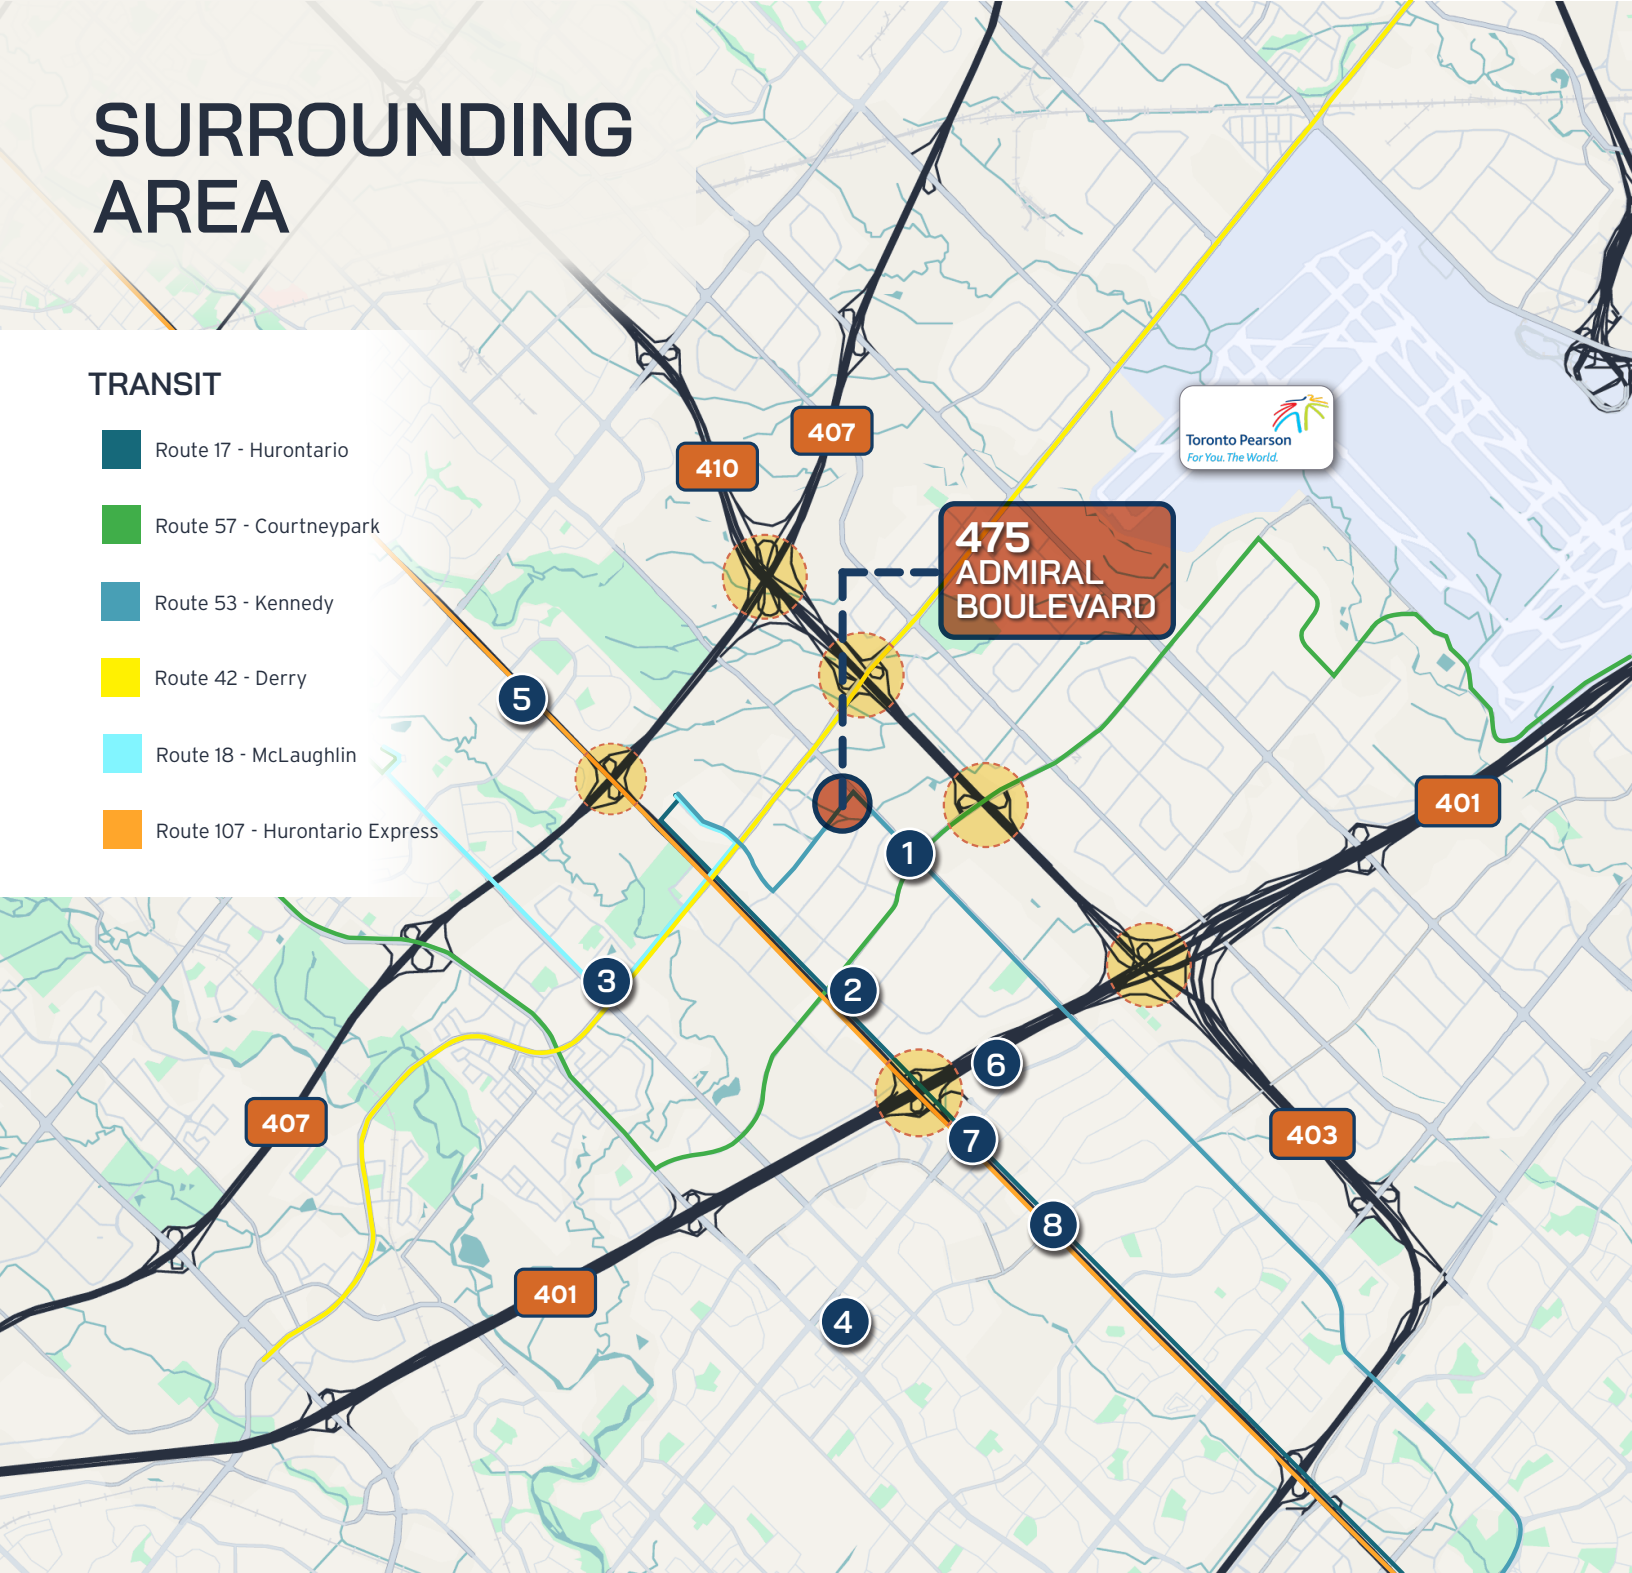 SURROUNDING
AREA
TRANSIT
Route 17 - Hurontario
Route 57 - Courtneypark
Route 53 - Kennedy
Route 42 - Derry
Route 18 - McLaughlin
Route 107 - Hurontario Express
407
410
Toronto Pearson
For You. The World.
475
ADMIRAL
BOULEVARD
5
401
1
3
2
6
407
7
403
8
401
4